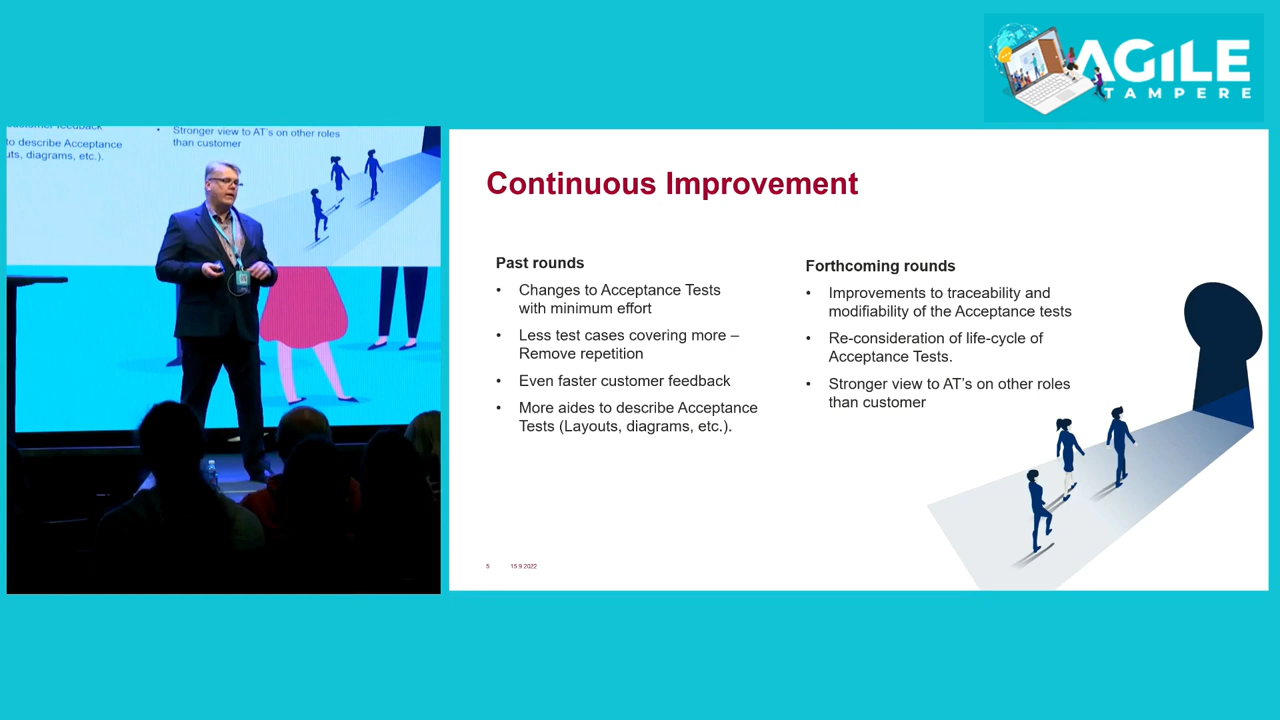 AGiLE
TAMPERE
customer feedback
to describe Acceptance
uts, diagrams, etc.).
• Stronger view to AT's on other roles
than customer
Continuous Improvement
Past rounds
• Changes to Acceptance Tests
with minimum effort
• Less test cases covering more –
Remove repetition
• Even faster customer feedback
• More aides to describe Acceptance
Tests (Layouts, diagrams, etc.).
Forthcoming rounds
• Improvements to traceability and
modifiability of the Acceptance tests
• Re-consideration of life-cycle of
Acceptance Tests.
• Stronger view to AT's on other roles
than customer
5 15.9.2022